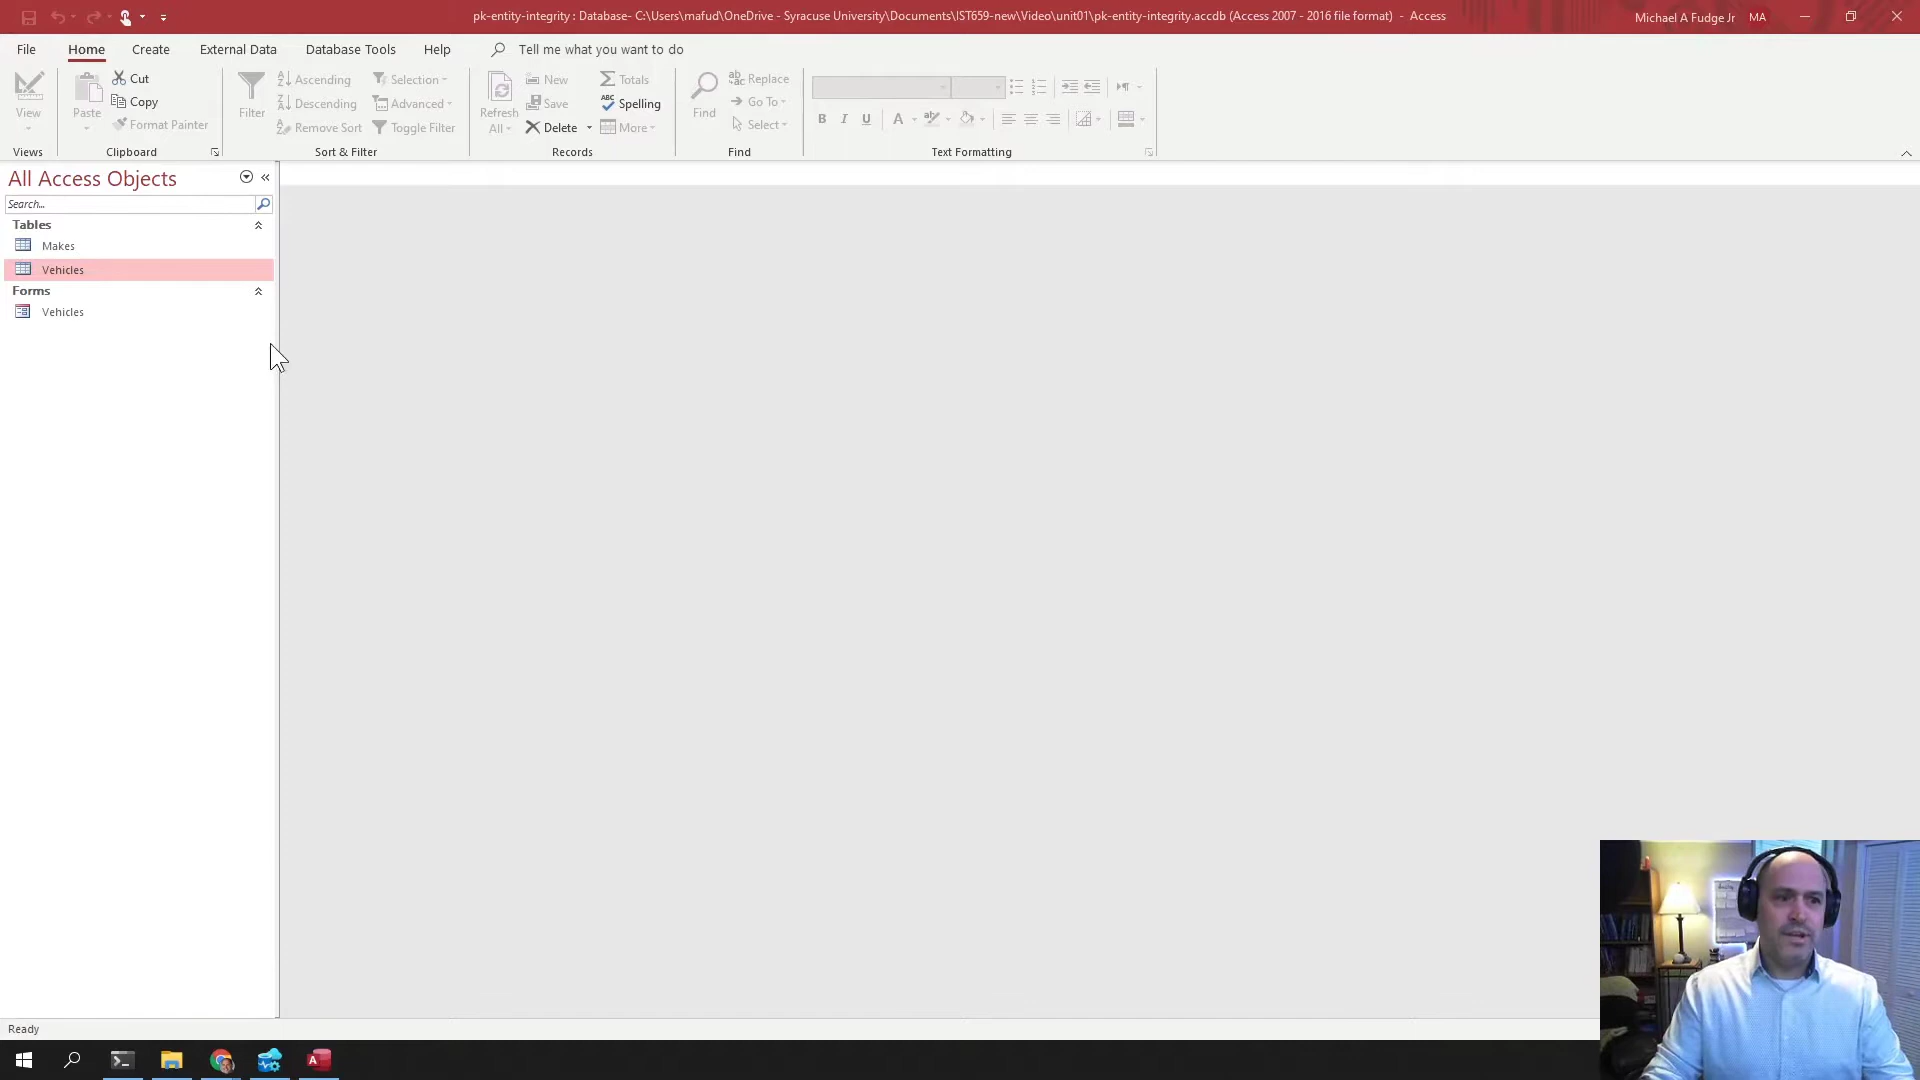 pk-entity-integrity : Database- C:\Users\mafud\OneDrive - Syracuse University\Documents\IST659-new\Video\unit01\pk-entity-integrity.accdb (Access 2007 - 2016 file format) - Access
Michael A Fudge Jr MA
File Home Create External Data Database Tools Help Tell me what you want to do
View
Views
Paste
Cut
Copy
Format Painter
Clipboard
Filter
Ascending
Descending
Remove Sort
Selection
Advanced
Toggle Filter
Sort & Filter
Refresh
All
New
Save
Delete
Totals
Spelling
More
Records
Find
Replace
Go To
Select
Find
B I U A
Text Formatting
All Access Objects
Search...
Tables
Makes
Vehicles
Forms
Vehicles
Ready